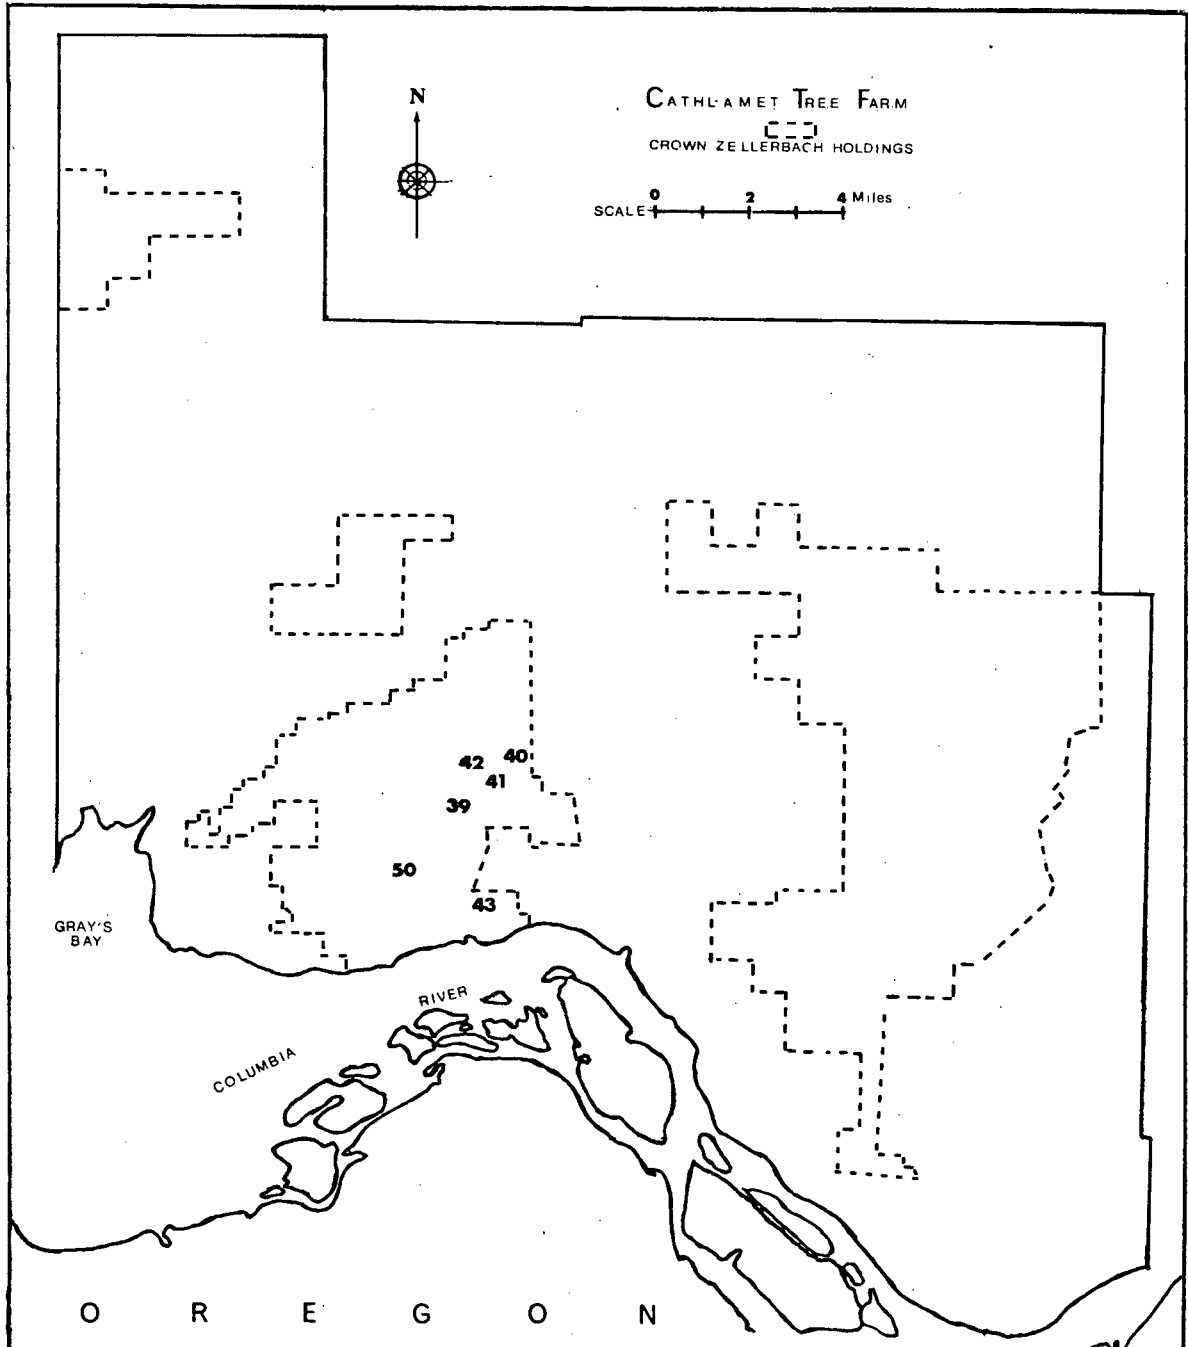 N
CATHLAMET TREE FARM
CROWN ZELLERBACH HOLDINGS
0 2 4 Miles
SCALE
42 40
41
39
50
43
GRAY'S
BAY
RIVER
COLUMBIA
OREGON